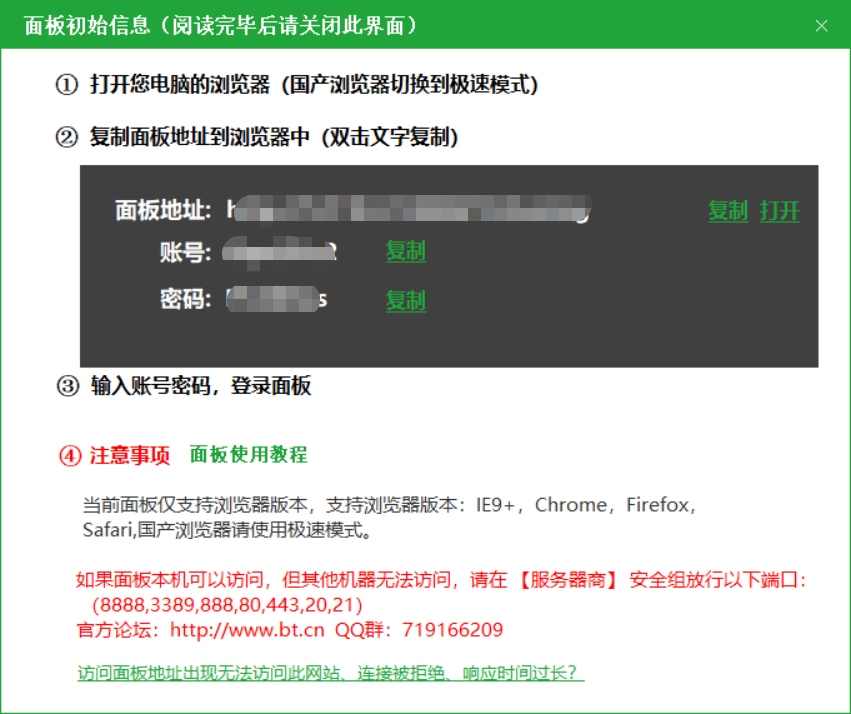 面板初始信息（阅读完毕后请关闭此界面）
① 打开您电脑的浏览器（国产浏览器切换到极速模式）
② 复制面板地址到浏览器中（双击文字复制）
面板地址： 复制 打开
账号： 复制
密码： 复制
③ 输入账号密码，登录面板
④ 注意事项 面板使用教程
当前面板仅支持浏览器版本，支持浏览器版本：IE9+，Chrome，Firefox，
Safari,国产浏览器请使用极速模式。
如果面板本机可以访问，但其他机器无法访问，请在 【服务器商】 安全组放行以下端口：
（8888,3389,888,80,443,20,21）
官方论坛：http://www.bt.cn QQ群：719166209
访问面板地址出现无法访问此网站、连接被拒绝、响应时间过长？